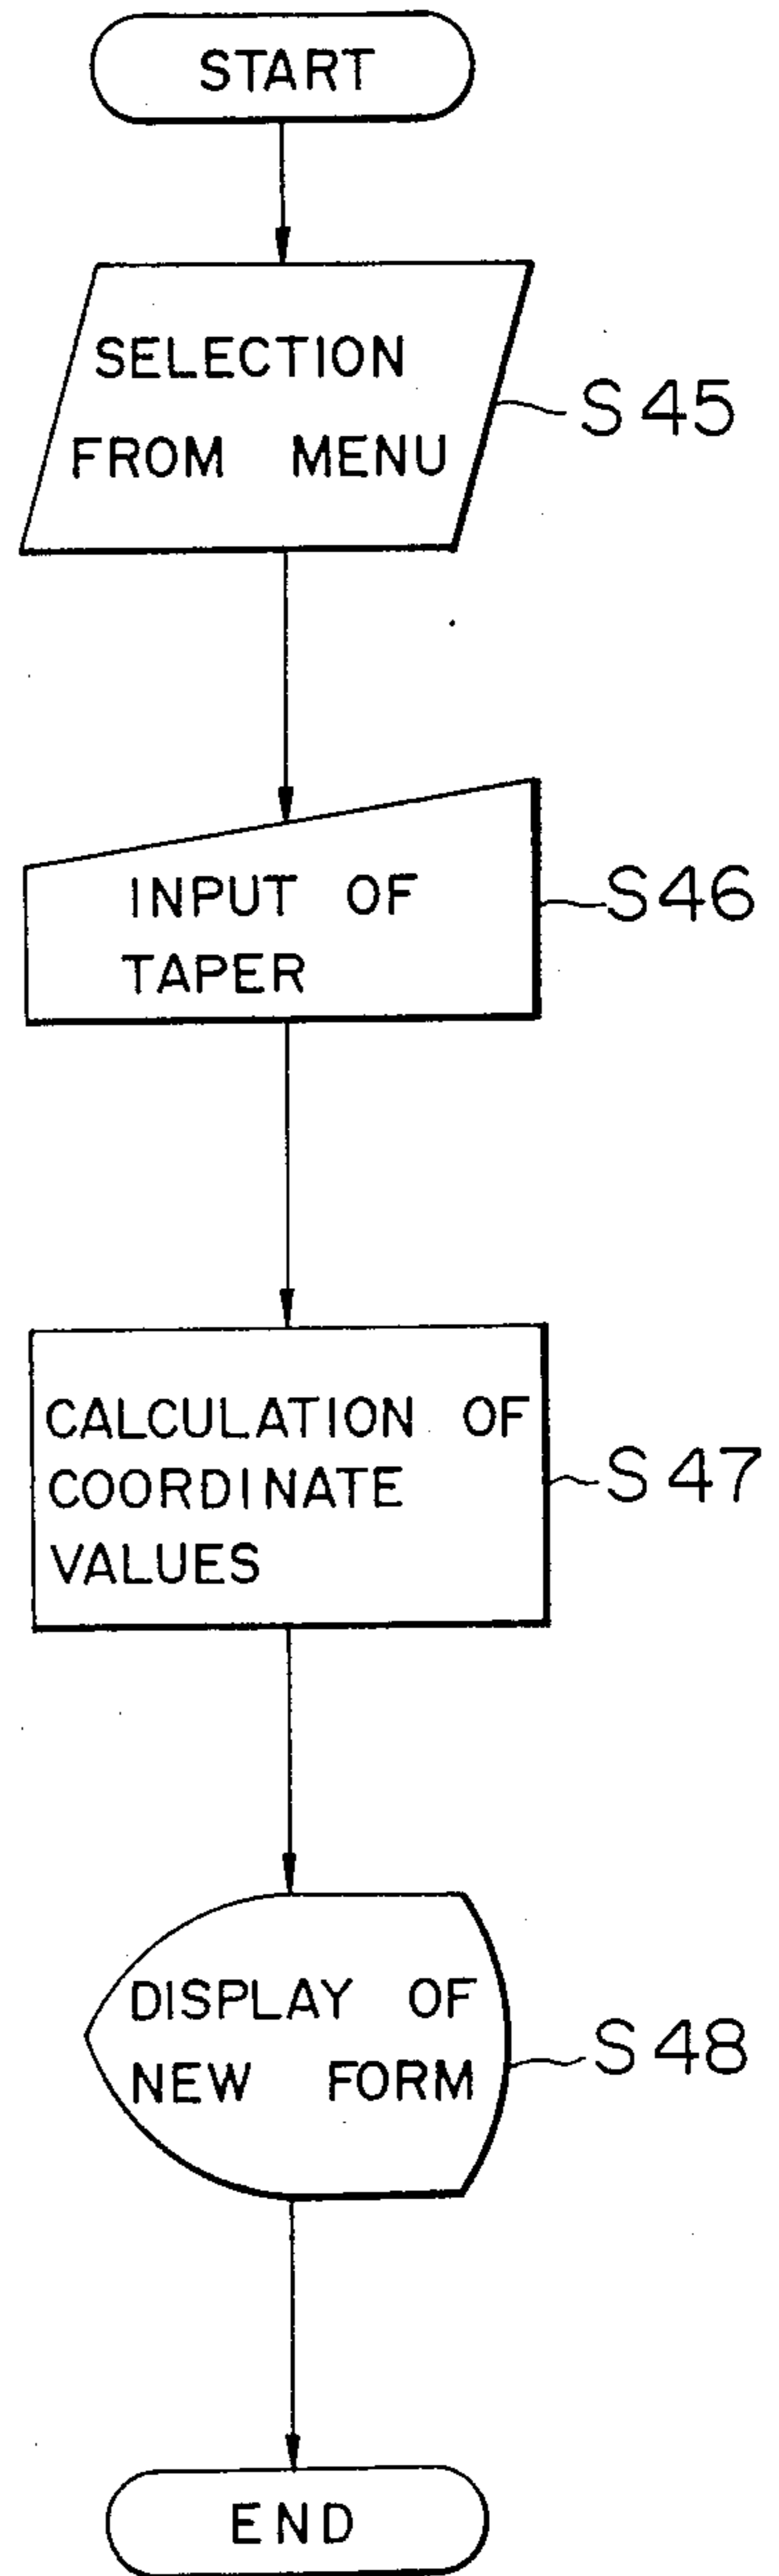 START
SELECTION
FROM MENU
S45
INPUT OF
TAPER
S46
CALCULATION OF
COORDINATE
VALUES
S47
DISPLAY OF
NEW FORM
S48
END